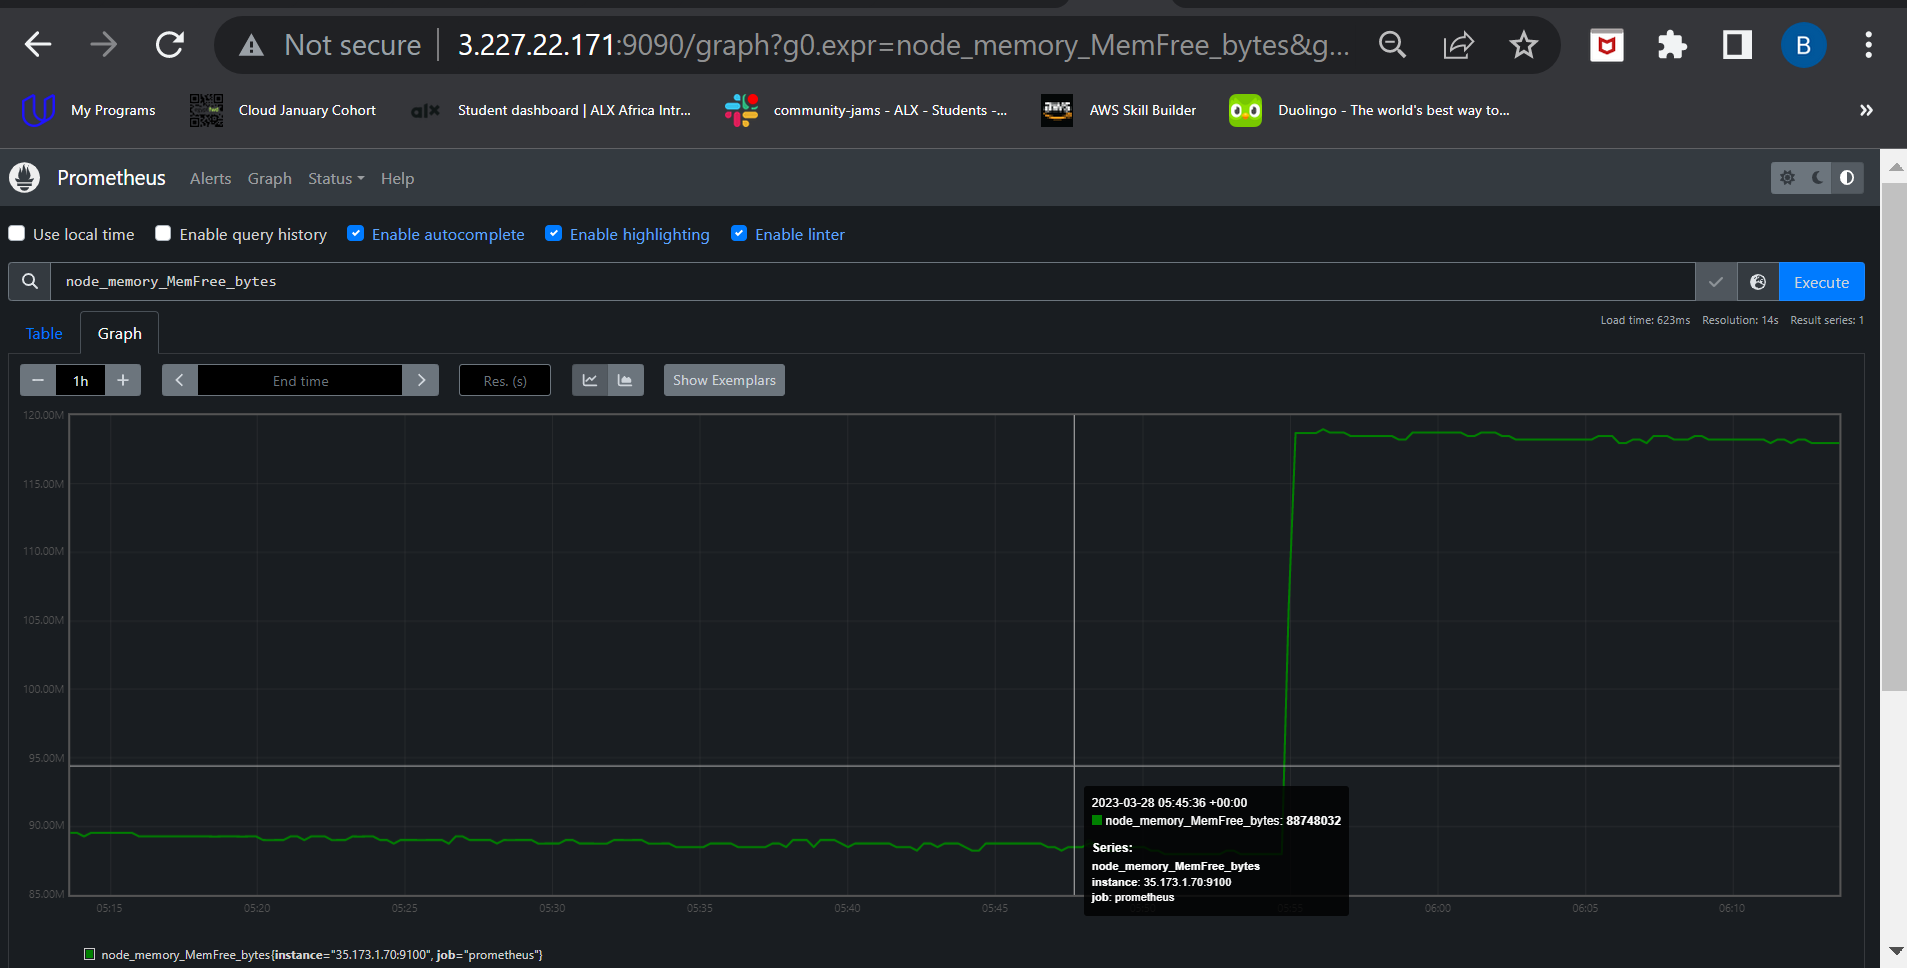 Not secure | 3.227.22.171:9090/graph?g0.expr=node_memory_MemFree_bytes&g...
B
My Programs
Cloud January Cohort
alx
Student dashboard | ALX Africa Intr...
community-jams - ALX - Students -...
aws
AWS Skill Builder
Duolingo - The world's best way to...
»
Prometheus Alerts Graph Status Help
Use local time Enable query history Enable autocomplete Enable highlighting Enable linter
node_memory_MemFree_bytes
Execute
Table Graph
Load time: 623ms Resolution: 14s Result series: 1
− 1h + End time Res. (s) Show Exemplars
120.00M
115.00M
110.00M
105.00M
100.00M
95.00M
90.00M
85.00M
2023-03-28 05:45:36 +00:00
node_memory_MemFree_bytes: 88748032
Series:
node_memory_MemFree_bytes
instance: 35.173.1.70:9100
job: prometheus
05:15 05:20 05:25 05:30 05:35 05:40 05:45 05:50 05:55 06:00 06:05 06:10
node_memory_MemFree_bytes{instance="35.173.1.70:9100", job="prometheus"}